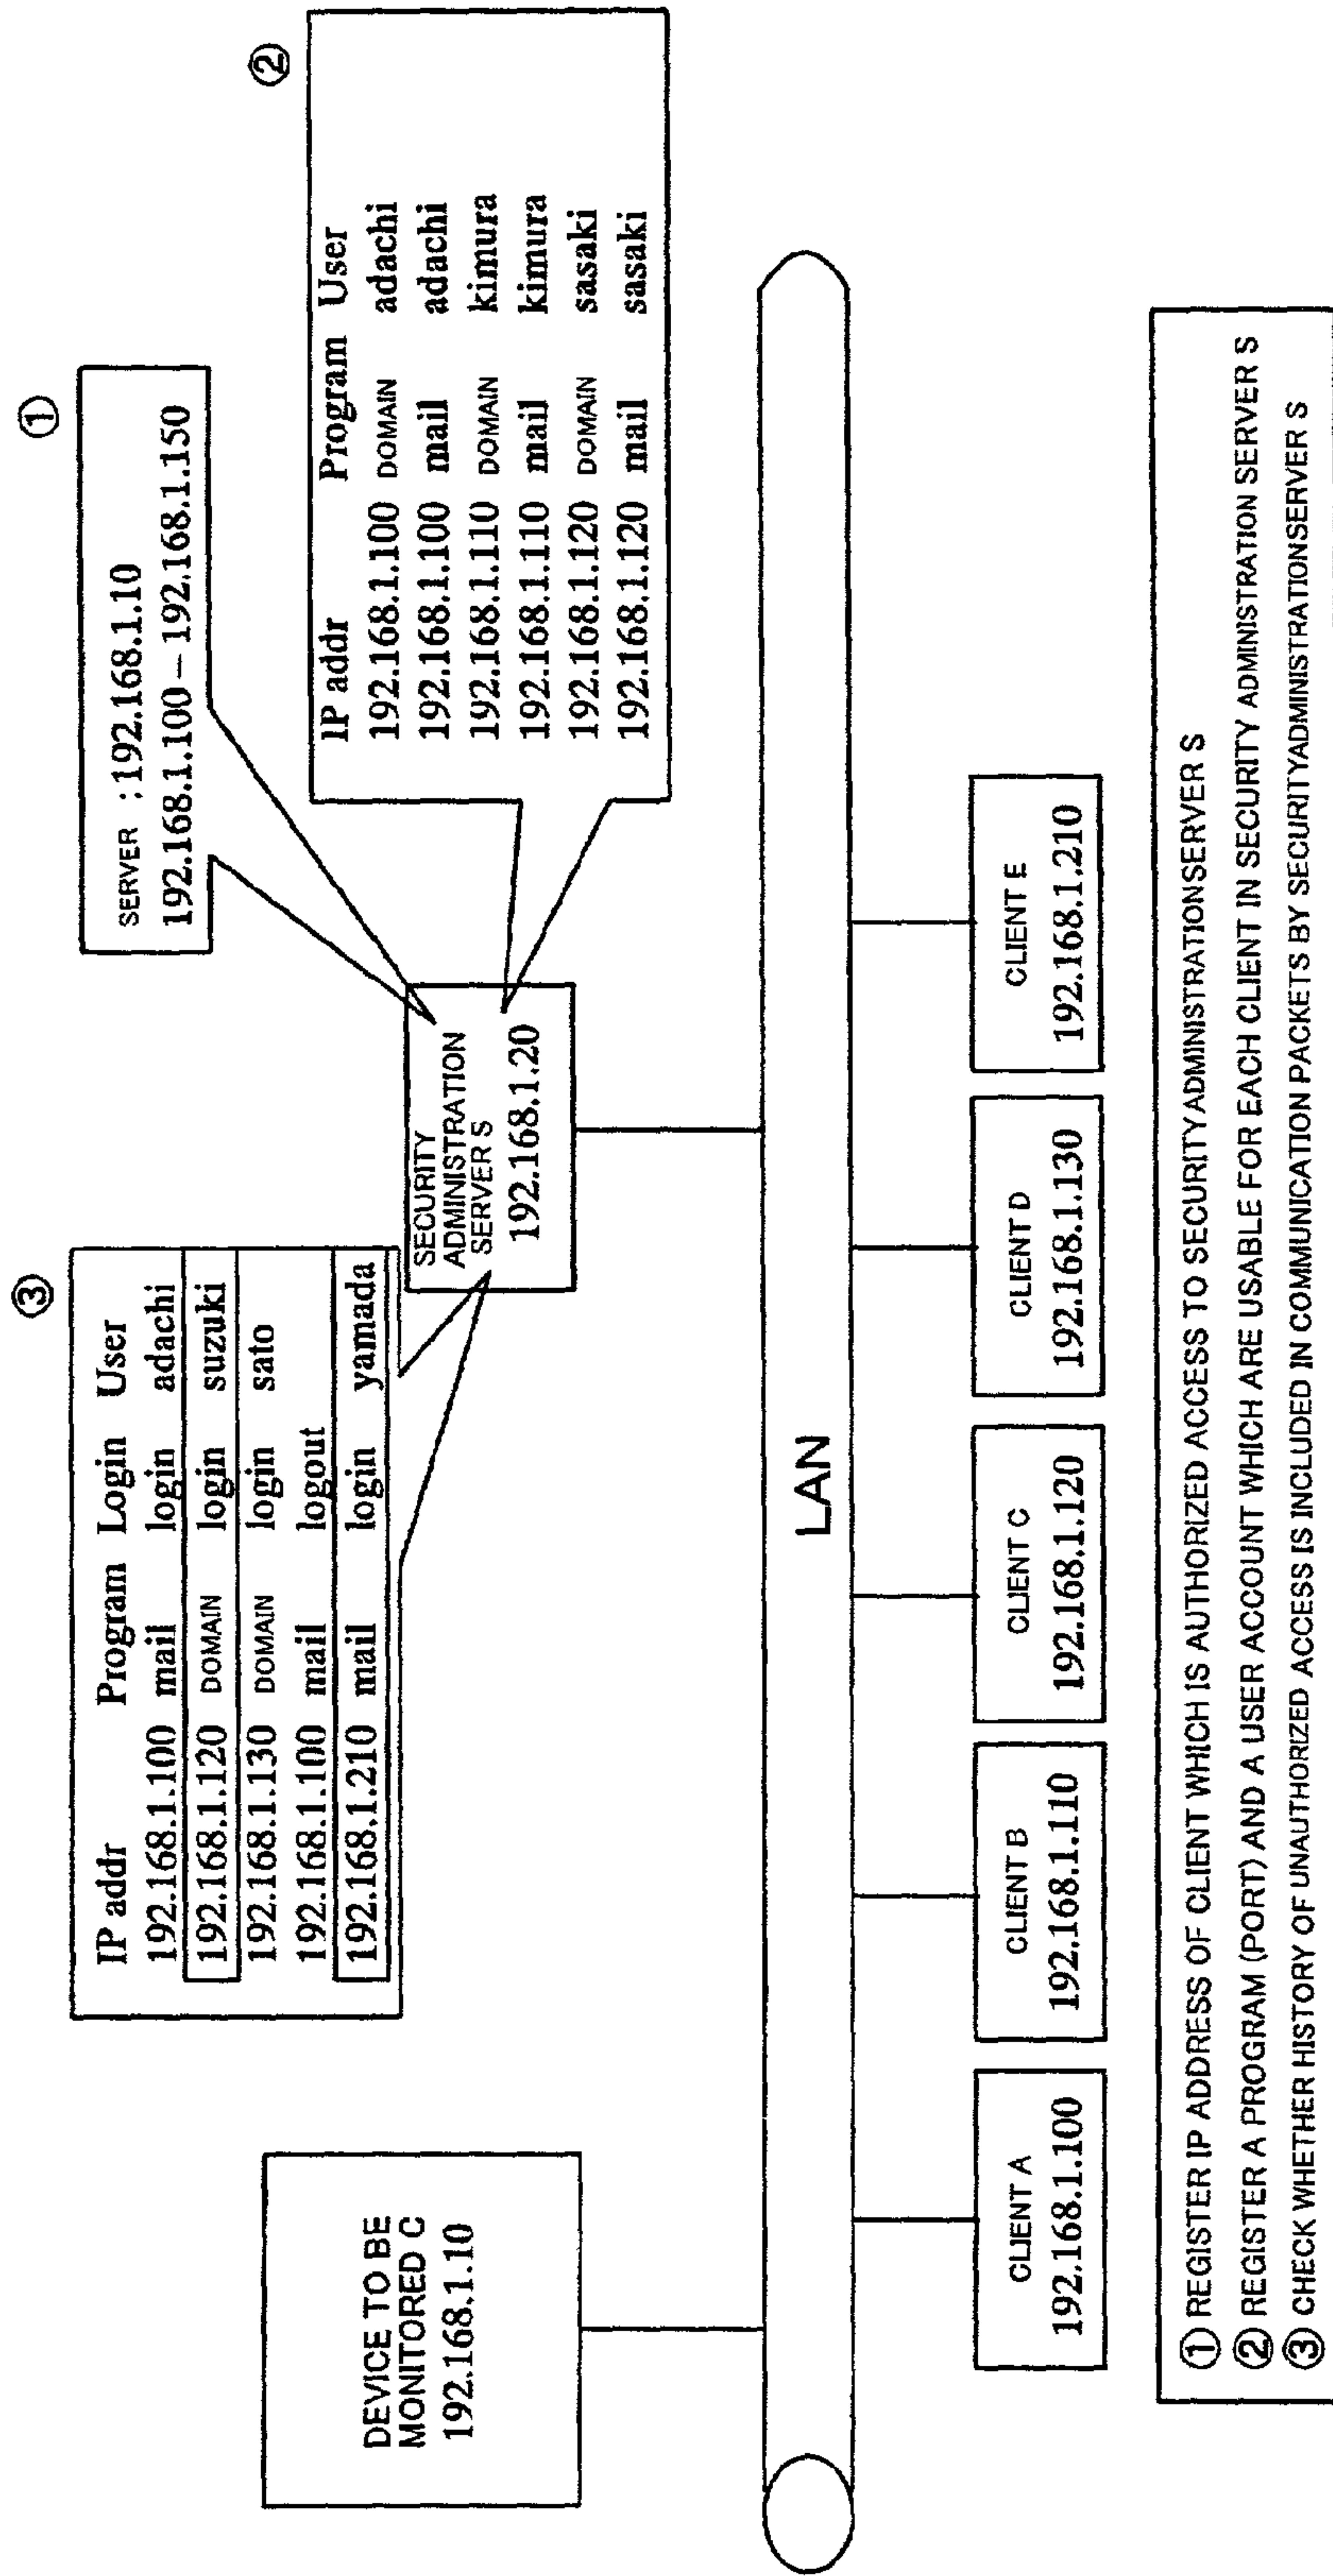 ①
SERVER : 192.168.1.10
192.168.1.100 – 192.168.1.150
②
IP addr Program User
192.168.1.100 DOMAIN adachi
192.168.1.100 mail adachi
192.168.1.110 DOMAIN kimura
192.168.1.110 mail kimura
192.168.1.120 DOMAIN sasaki
192.168.1.120 mail sasaki
③
IP addr Program Login User
192.168.1.100 mail login adachi
192.168.1.120 DOMAIN login suzuki
192.168.1.130 DOMAIN login sato
192.168.1.100 mail logout
192.168.1.210 mail login yamada
SECURITY
ADMINISTRATION
SERVER S
192.168.1.20
DEVICE TO BE
MONITORED C
192.168.1.10
LAN
CLIENT A
192.168.1.100
CLIENT B
192.168.1.110
CLIENT C
192.168.1.120
CLIENT D
192.168.1.130
CLIENT E
192.168.1.210
① REGISTER IP ADDRESS OF CLIENT WHICH IS AUTHORIZED ACCESS TO SECURITYADMINISTRATIONSERVER S
② REGISTER A PROGRAM (PORT) AND A USER ACCOUNT WHICH ARE USABLE FOR EACH CLIENT IN SECURITY ADMINISTRATION SERVER S
③ CHECK WHETHER HISTORY OF UNAUTHORIZED ACCESS IS INCLUDED IN COMMUNICATION PACKETS BY SECURITYADMINISTRATIONSERVER S